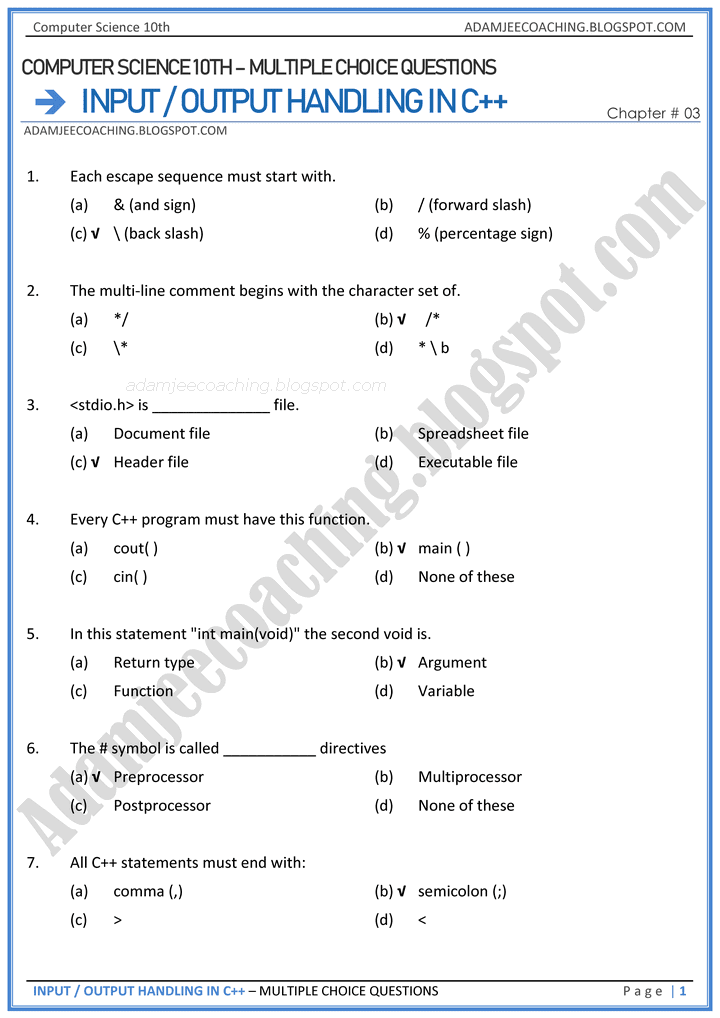 Computer Science 10th ADAMJEECOACHING.BLOGSPOT.COM
COMPUTER SCIENCE 10TH – MULTIPLE CHOICE QUESTIONS
INPUT / OUTPUT HANDLING IN C++
Chapter # 03
ADAMJEECOACHING.BLOGSPOT.COM
1. Each escape sequence must start with.
(a) & (and sign) (b) / (forward slash)
(c) √ \ (back slash) (d) % (percentage sign)
2. The multi-line comment begins with the character set of.
(a) */ (b) √ /*
(c) \* (d) * \ b
adamjeecoaching.blogspot.com
3. <stdio.h> is ______________ file.
(a) Document file (b) Spreadsheet file
(c) √ Header file (d) Executable file
4. Every C++ program must have this function.
(a) cout( ) (b) √ main ( )
(c) cin( ) (d) None of these
5. In this statement "int main(void)" the second void is.
(a) Return type (b) √ Argument
(c) Function (d) Variable
6. The # symbol is called ___________ directives
(a) √ Preprocessor (b) Multiprocessor
(c) Postprocessor (d) None of these
7. All C++ statements must end with:
(a) comma (,) (b) √ semicolon (;)
(c) > (d) <
Adamjeecoaching.blogspot.com
INPUT / OUTPUT HANDLING IN C++ – MULTIPLE CHOICE QUESTIONS Page | 1